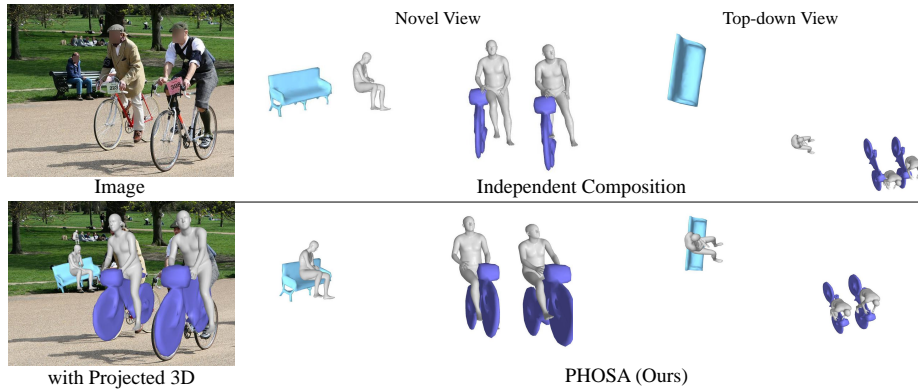 Novel View
Top-down View
Image
Independent Composition
with Projected 3D
PHOSA (Ours)